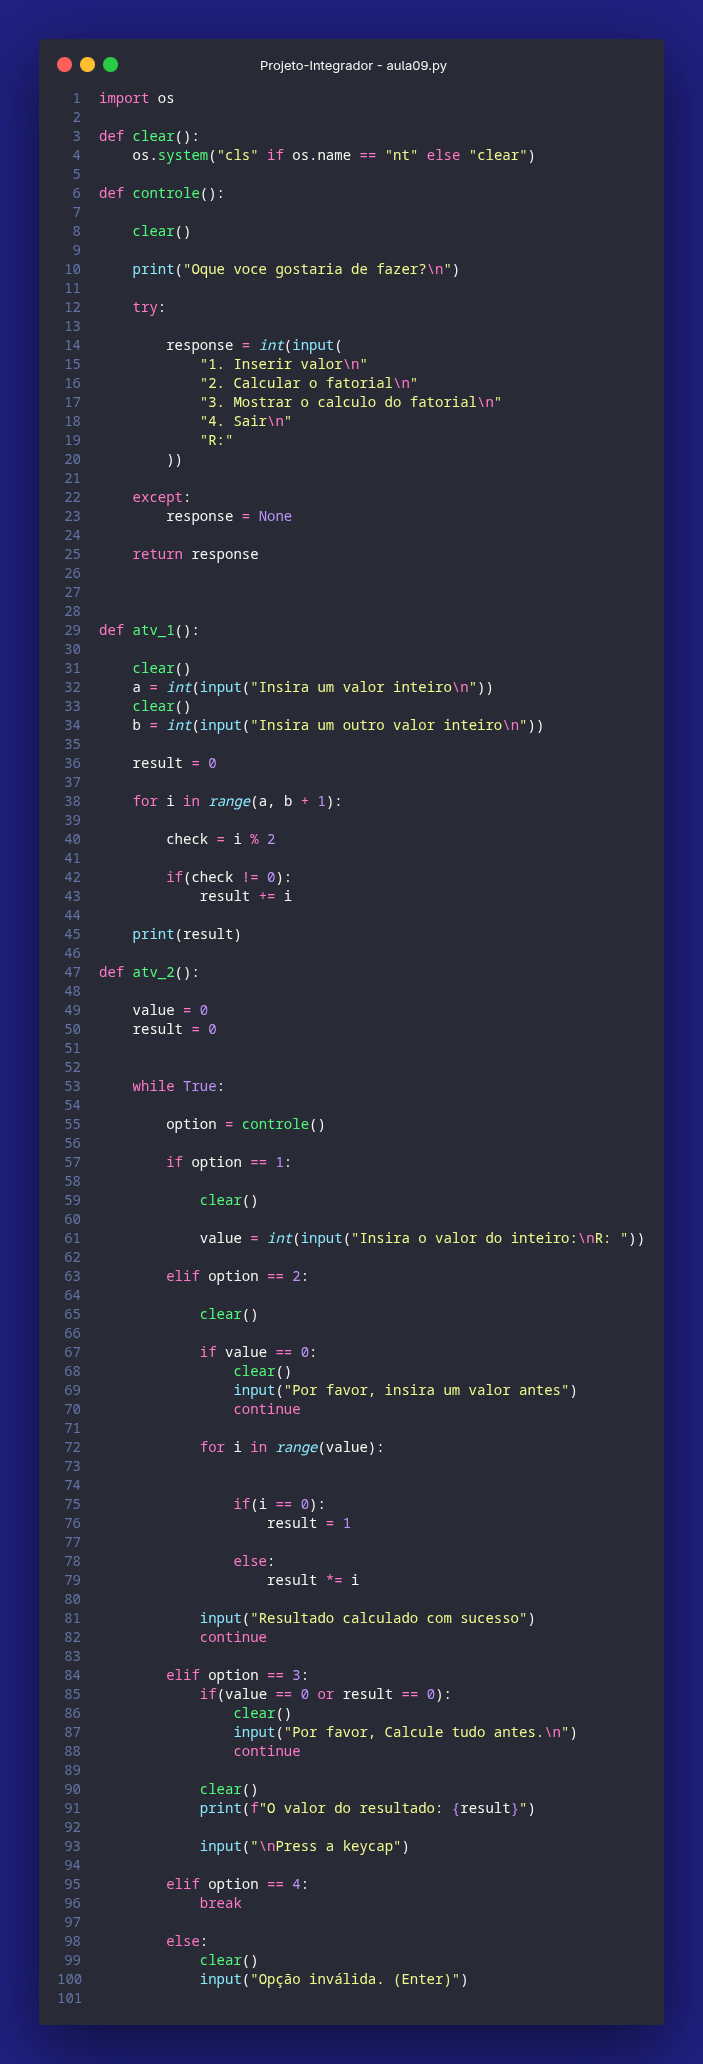 Projeto-Integrador - aula09.py
1 import os
2
3 def clear():
4     os.system("cls" if os.name == "nt" else "clear")
5
6 def controle():
7
8     clear()
9
10     print("Oque voce gostaria de fazer?\n")
11
12     try:
13
14         response = int(input(
15             "1. Inserir valor\n"
16             "2. Calcular o fatorial\n"
17             "3. Mostrar o calculo do fatorial\n"
18             "4. Sair\n"
19             "R:"
20         ))
21
22     except:
23         response = None
24
25     return response
26
27
28
29 def atv_1():
30
31     clear()
32     a = int(input("Insira um valor inteiro\n"))
33     clear()
34     b = int(input("Insira um outro valor inteiro\n"))
35
36     result = 0
37
38     for i in range(a, b + 1):
39
40         check = i % 2
41
42         if(check != 0):
43             result += i
44
45     print(result)
46
47 def atv_2():
48
49     value = 0
50     result = 0
51
52
53     while True:
54
55         option = controle()
56
57         if option == 1:
58
59             clear()
60
61             value = int(input("Insira o valor do inteiro:\nR: "))
62
63         elif option == 2:
64
65             clear()
66
67             if value == 0:
68                 clear()
69                 input("Por favor, insira um valor antes")
70                 continue
71
72             for i in range(value):
73
74
75                 if(i == 0):
76                     result = 1
77
78                 else:
79                     result *= i
80
81             input("Resultado calculado com sucesso")
82             continue
83
84         elif option == 3:
85             if(value == 0 or result == 0):
86                 clear()
87                 input("Por favor, Calcule tudo antes.\n")
88                 continue
89
90             clear()
91             print(f"O valor do resultado: {result}")
92
93             input("\nPress a keycap")
94
95         elif option == 4:
96             break
97
98         else:
99             clear()
100             input("Opção inválida. (Enter)")
101